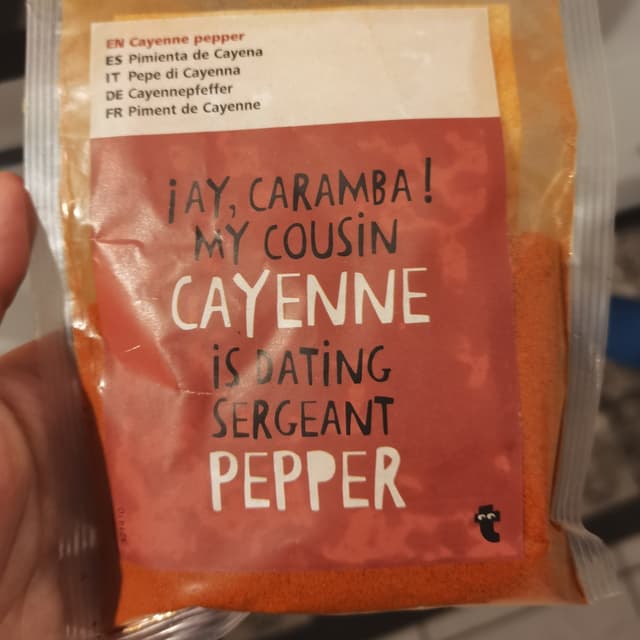 EN Cayenne pepper
ES Pimienta de Cayena
IT Pepe di Cayenna
DE Cayennepfeffer
FR Piment de Cayenne
¡AY, CARAMBA!
MY COUSIN
CAYENNE
IS DATING
SERGEANT
PEPPER
t